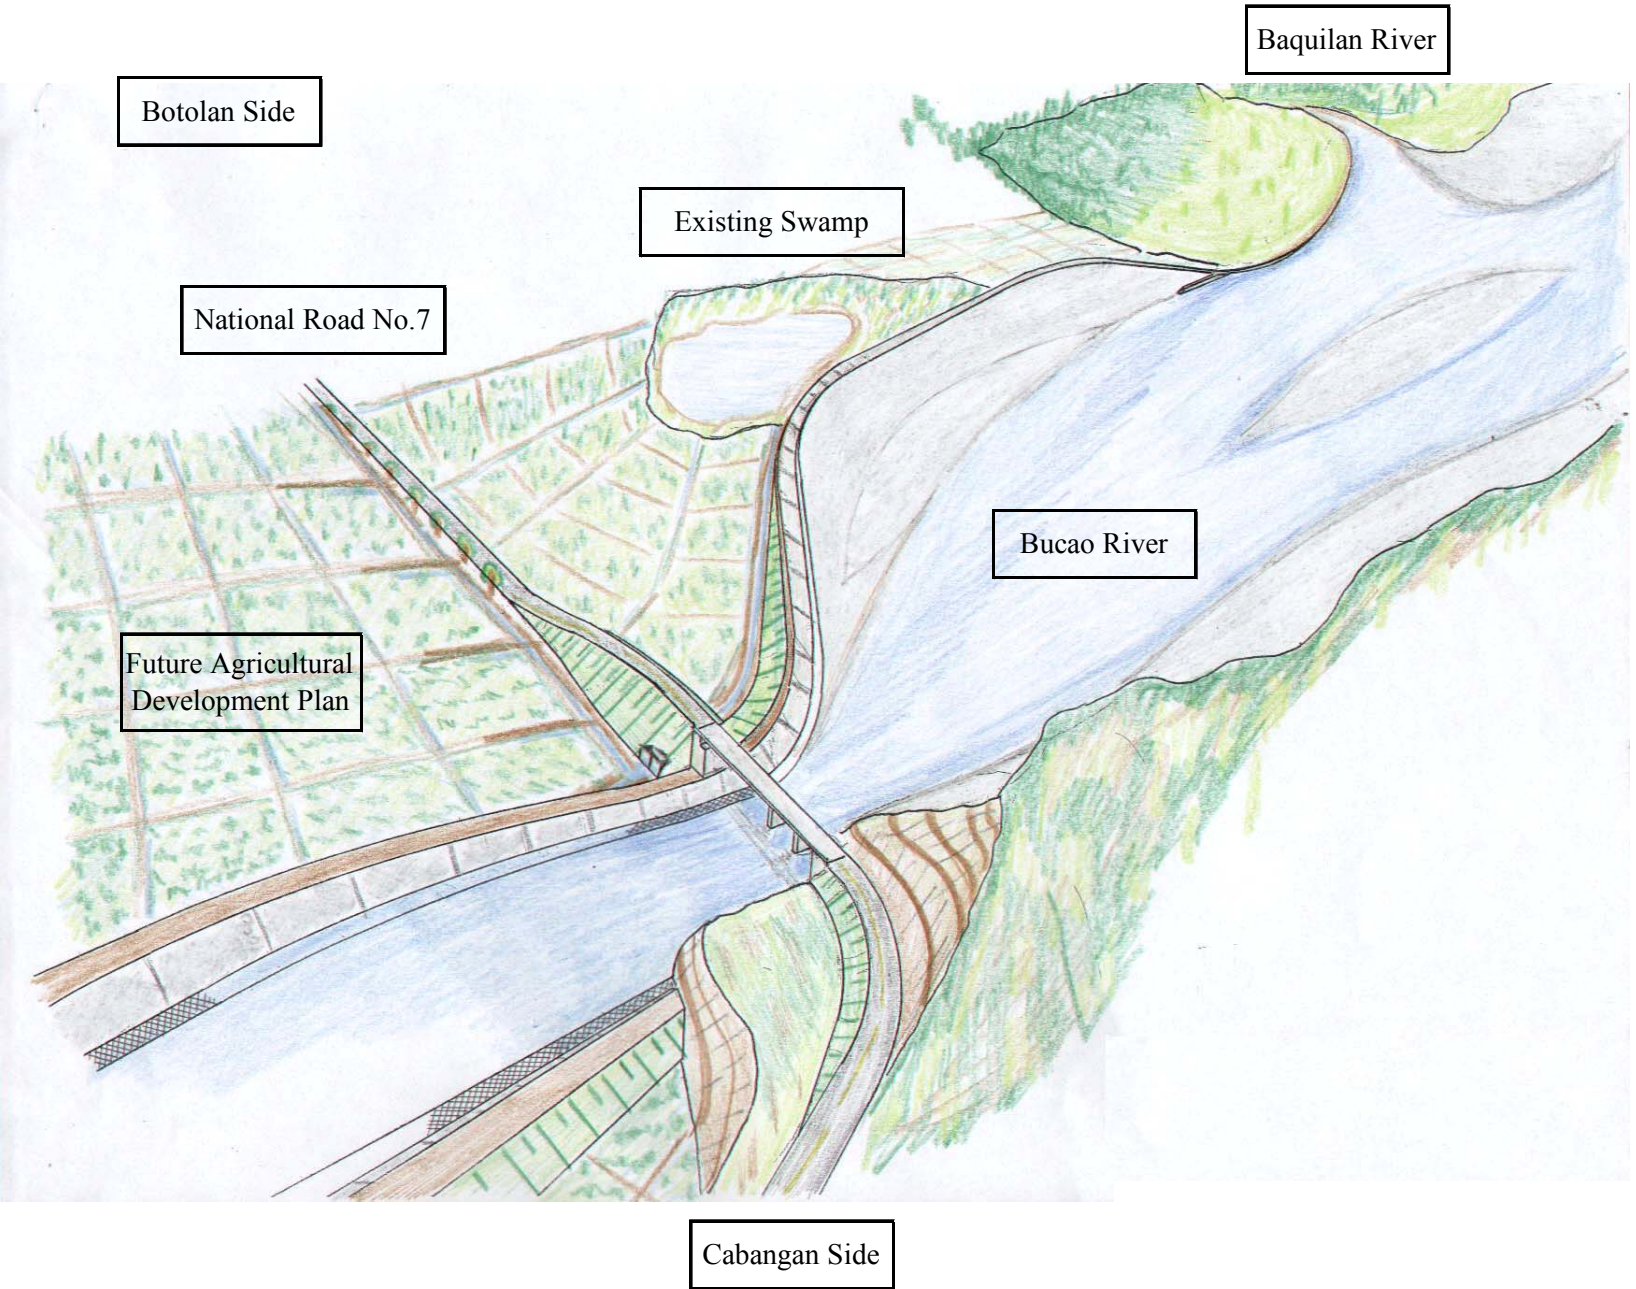 Baquilan River
Botolan Side
Existing Swamp
National Road No.7
Bucao River
Future Agricultural
Development Plan
Cabangan Side